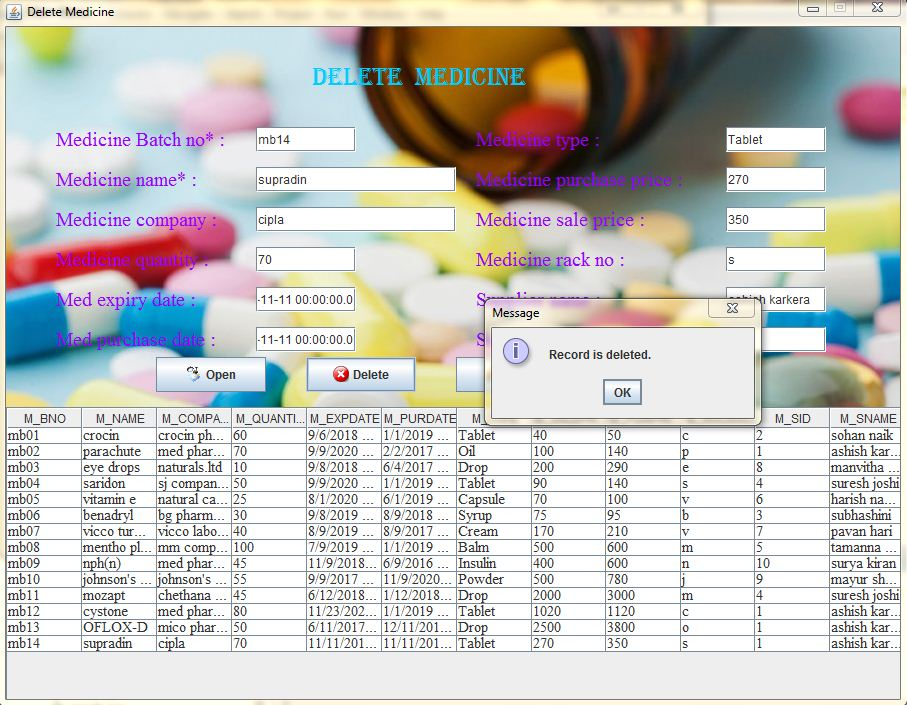 Delete Medicine
DELETE MEDICINE
Medicine Batch no* : mb14 Medicine type : Tablet
Medicine name* : supradin Medicine purchase price : 270
Medicine company : cipla Medicine sale price : 350
Medicine quantity : 70 Medicine rack no : s
Med expiry date : -11-11 00:00:00.0 Supplier name : ashish karkera
Med purchase date : -11-11 00:00:00.0
Message
Record is deleted.
OK
Open Delete
M_BNO M_NAME M_COMPA... M_QUANTI... M_EXPDATE M_PURDATE M_SID M_SNAME
mb01 crocin crocin ph... 60 9/6/2018 ... 1/1/2019 ... Tablet 40 50 c 2 sohan naik
mb02 parachute med phar... 70 9/9/2020 ... 2/2/2017 ... Oil 100 140 p 1 ashish kar...
mb03 eye drops naturals.ltd 10 9/8/2018 ... 6/4/2017 ... Drop 200 290 e 8 manvitha ...
mb04 saridon sj compan... 50 9/9/2020 ... 1/1/2019 ... Tablet 90 140 s 4 suresh joshi
mb05 vitamin e natural ca... 25 8/1/2020 ... 6/1/2019 ... Capsule 70 100 v 6 harish na...
mb06 benadryl bg pharm... 30 9/8/2019 ... 8/9/2018 ... Syrup 75 95 b 3 subhashini
mb07 vicco tur... vicco labo... 40 8/9/2019 ... 8/9/2017 ... Cream 170 210 v 7 pavan hari
mb08 mentho pl... mm comp... 100 7/9/2019 ... 1/1/2019 ... Balm 500 600 m 5 tamanna ...
mb09 nph(n) med phar... 45 11/9/2018... 6/9/2016 ... Insulin 400 600 n 10 surya kiran
mb10 johnson's ... johnson's ... 55 9/9/2017 ... 11/9/2020... Powder 500 780 j 9 mayur sh...
mb11 mozapt chethana ... 45 6/12/2018... 1/12/2018... Drop 2000 3000 m 4 suresh joshi
mb12 cystone med phar... 80 11/23/202... 1/1/2019 ... Tablet 1020 1120 c 1 ashish kar...
mb13 OFLOX-D mico phar... 50 6/11/2017... 12/11/201... Drop 2500 3800 o 1 ashish kar...
mb14 supradin cipla 70 11/11/201... 11/11/201... Tablet 270 350 s 1 ashish kar...